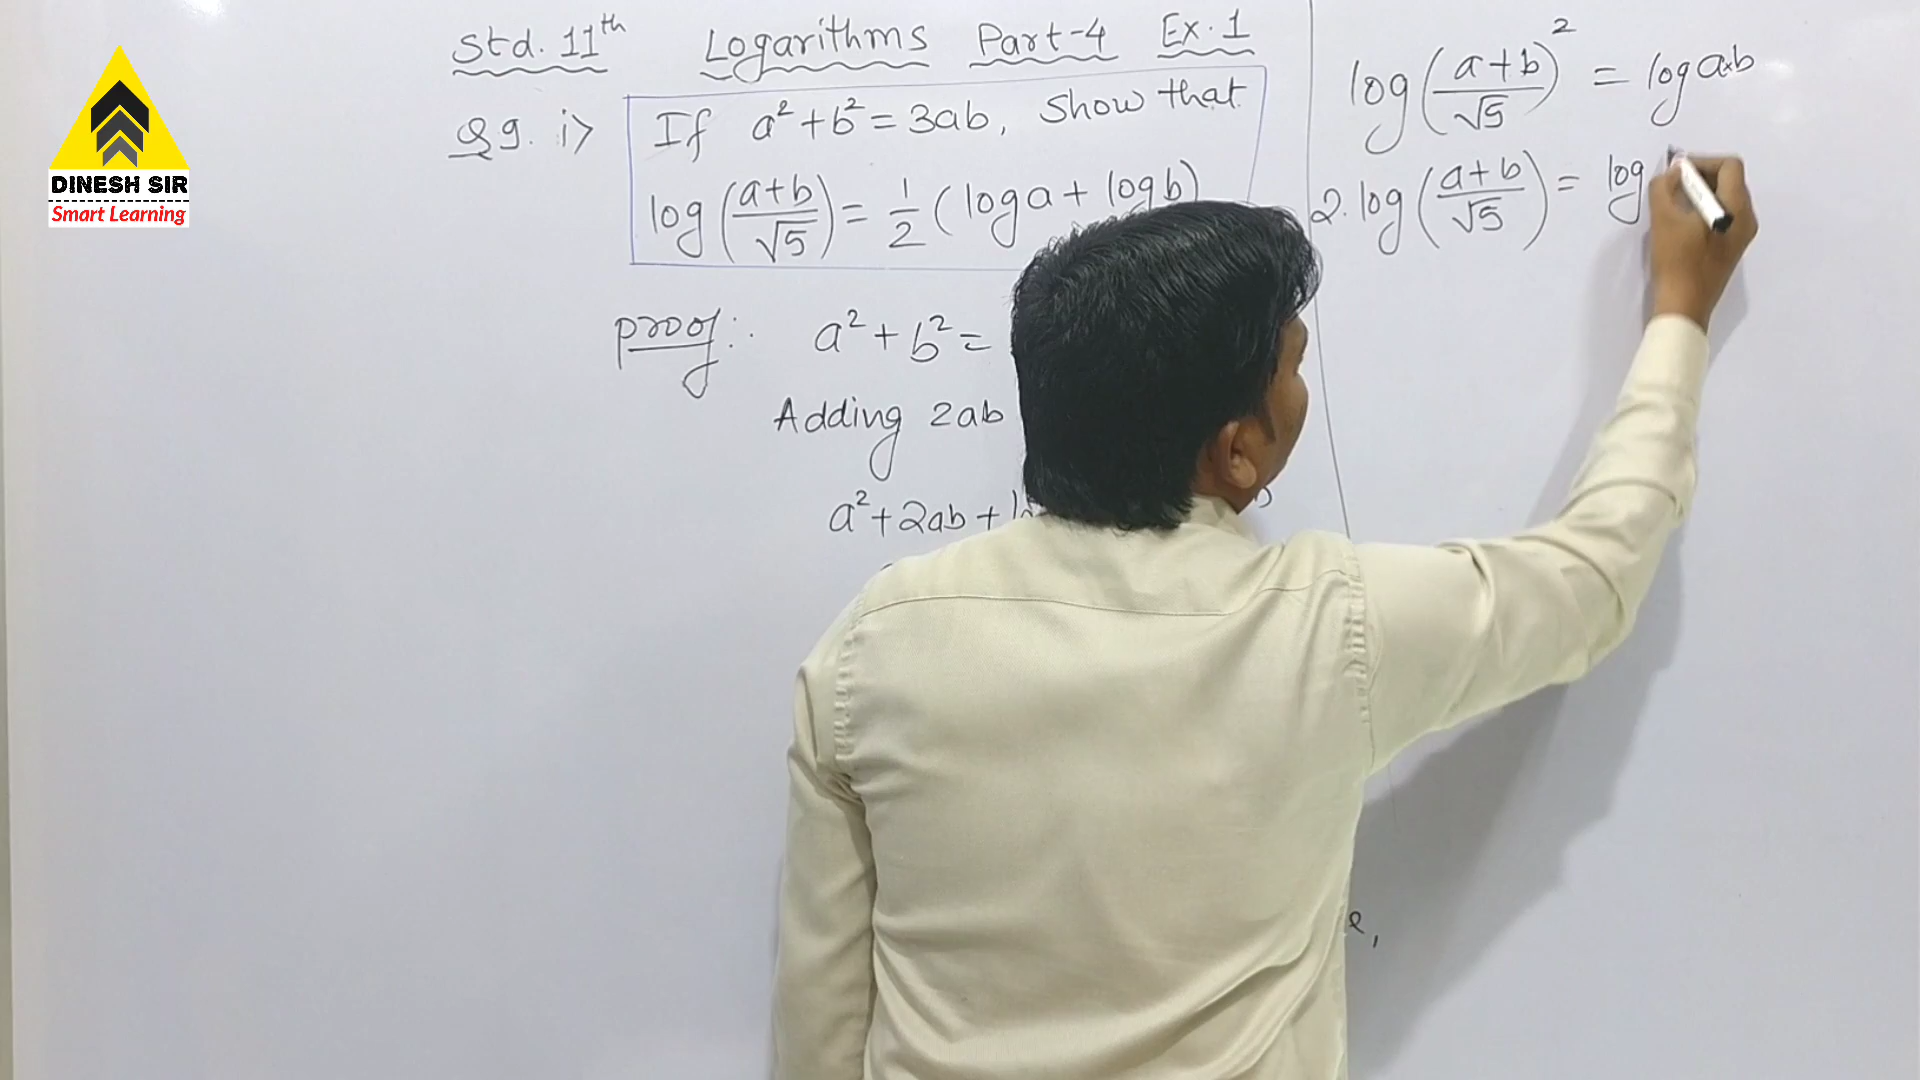 DINESH SIR
Smart Learning
Std. 11th Logarithms Part-4 Ex. 1
Q9. i> If a² + b² = 3ab, Show that
log (a+b/√5) = 1/2 (log a + log b)
proof :. a² + b² =
Adding 2ab
a² + 2ab +
log (a+b/√5)² = log a×b
2. log (a+b/√5) = log
e,